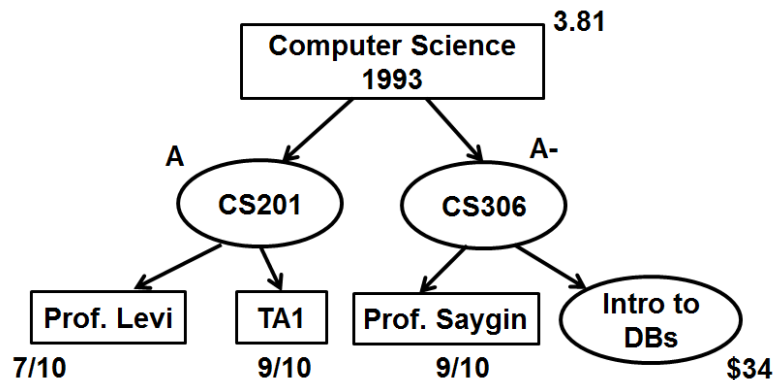 3.81
Computer Science
1993
A
A-
CS201
CS306
Prof. Levi
TA1
Prof. Saygin
Intro to
DBs
7/10
9/10
9/10
$34